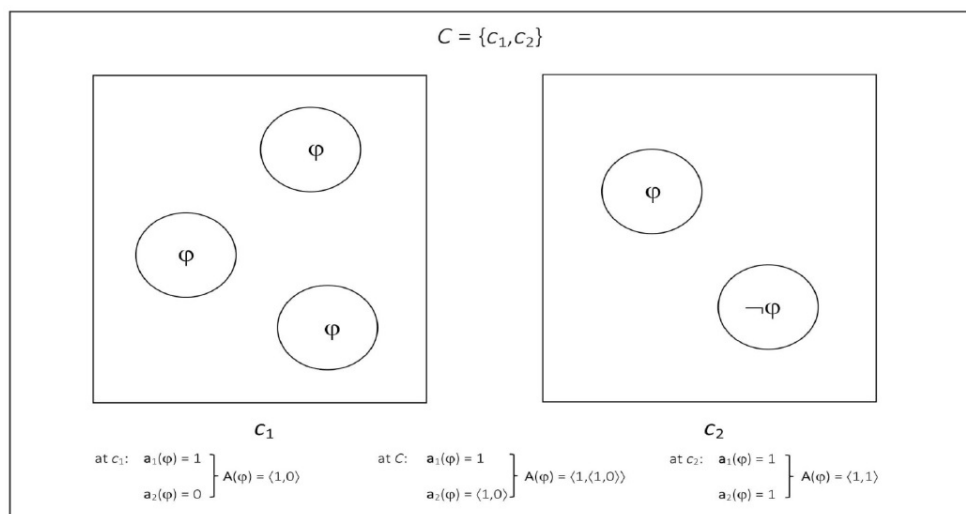 C = {c₁,c₂}
φ
φ
φ
φ
¬φ
c₁
c₂
at c₁: a₁(φ) = 1
a₂(φ) = 0
A(φ) = ⟨1,0⟩
at C: a₁(φ) = 1
a₂(φ) = ⟨1,0⟩
A(φ) = ⟨1,⟨1,0⟩⟩
at c₂: a₁(φ) = 1
a₂(φ) = 1
A(φ) = ⟨1,1⟩